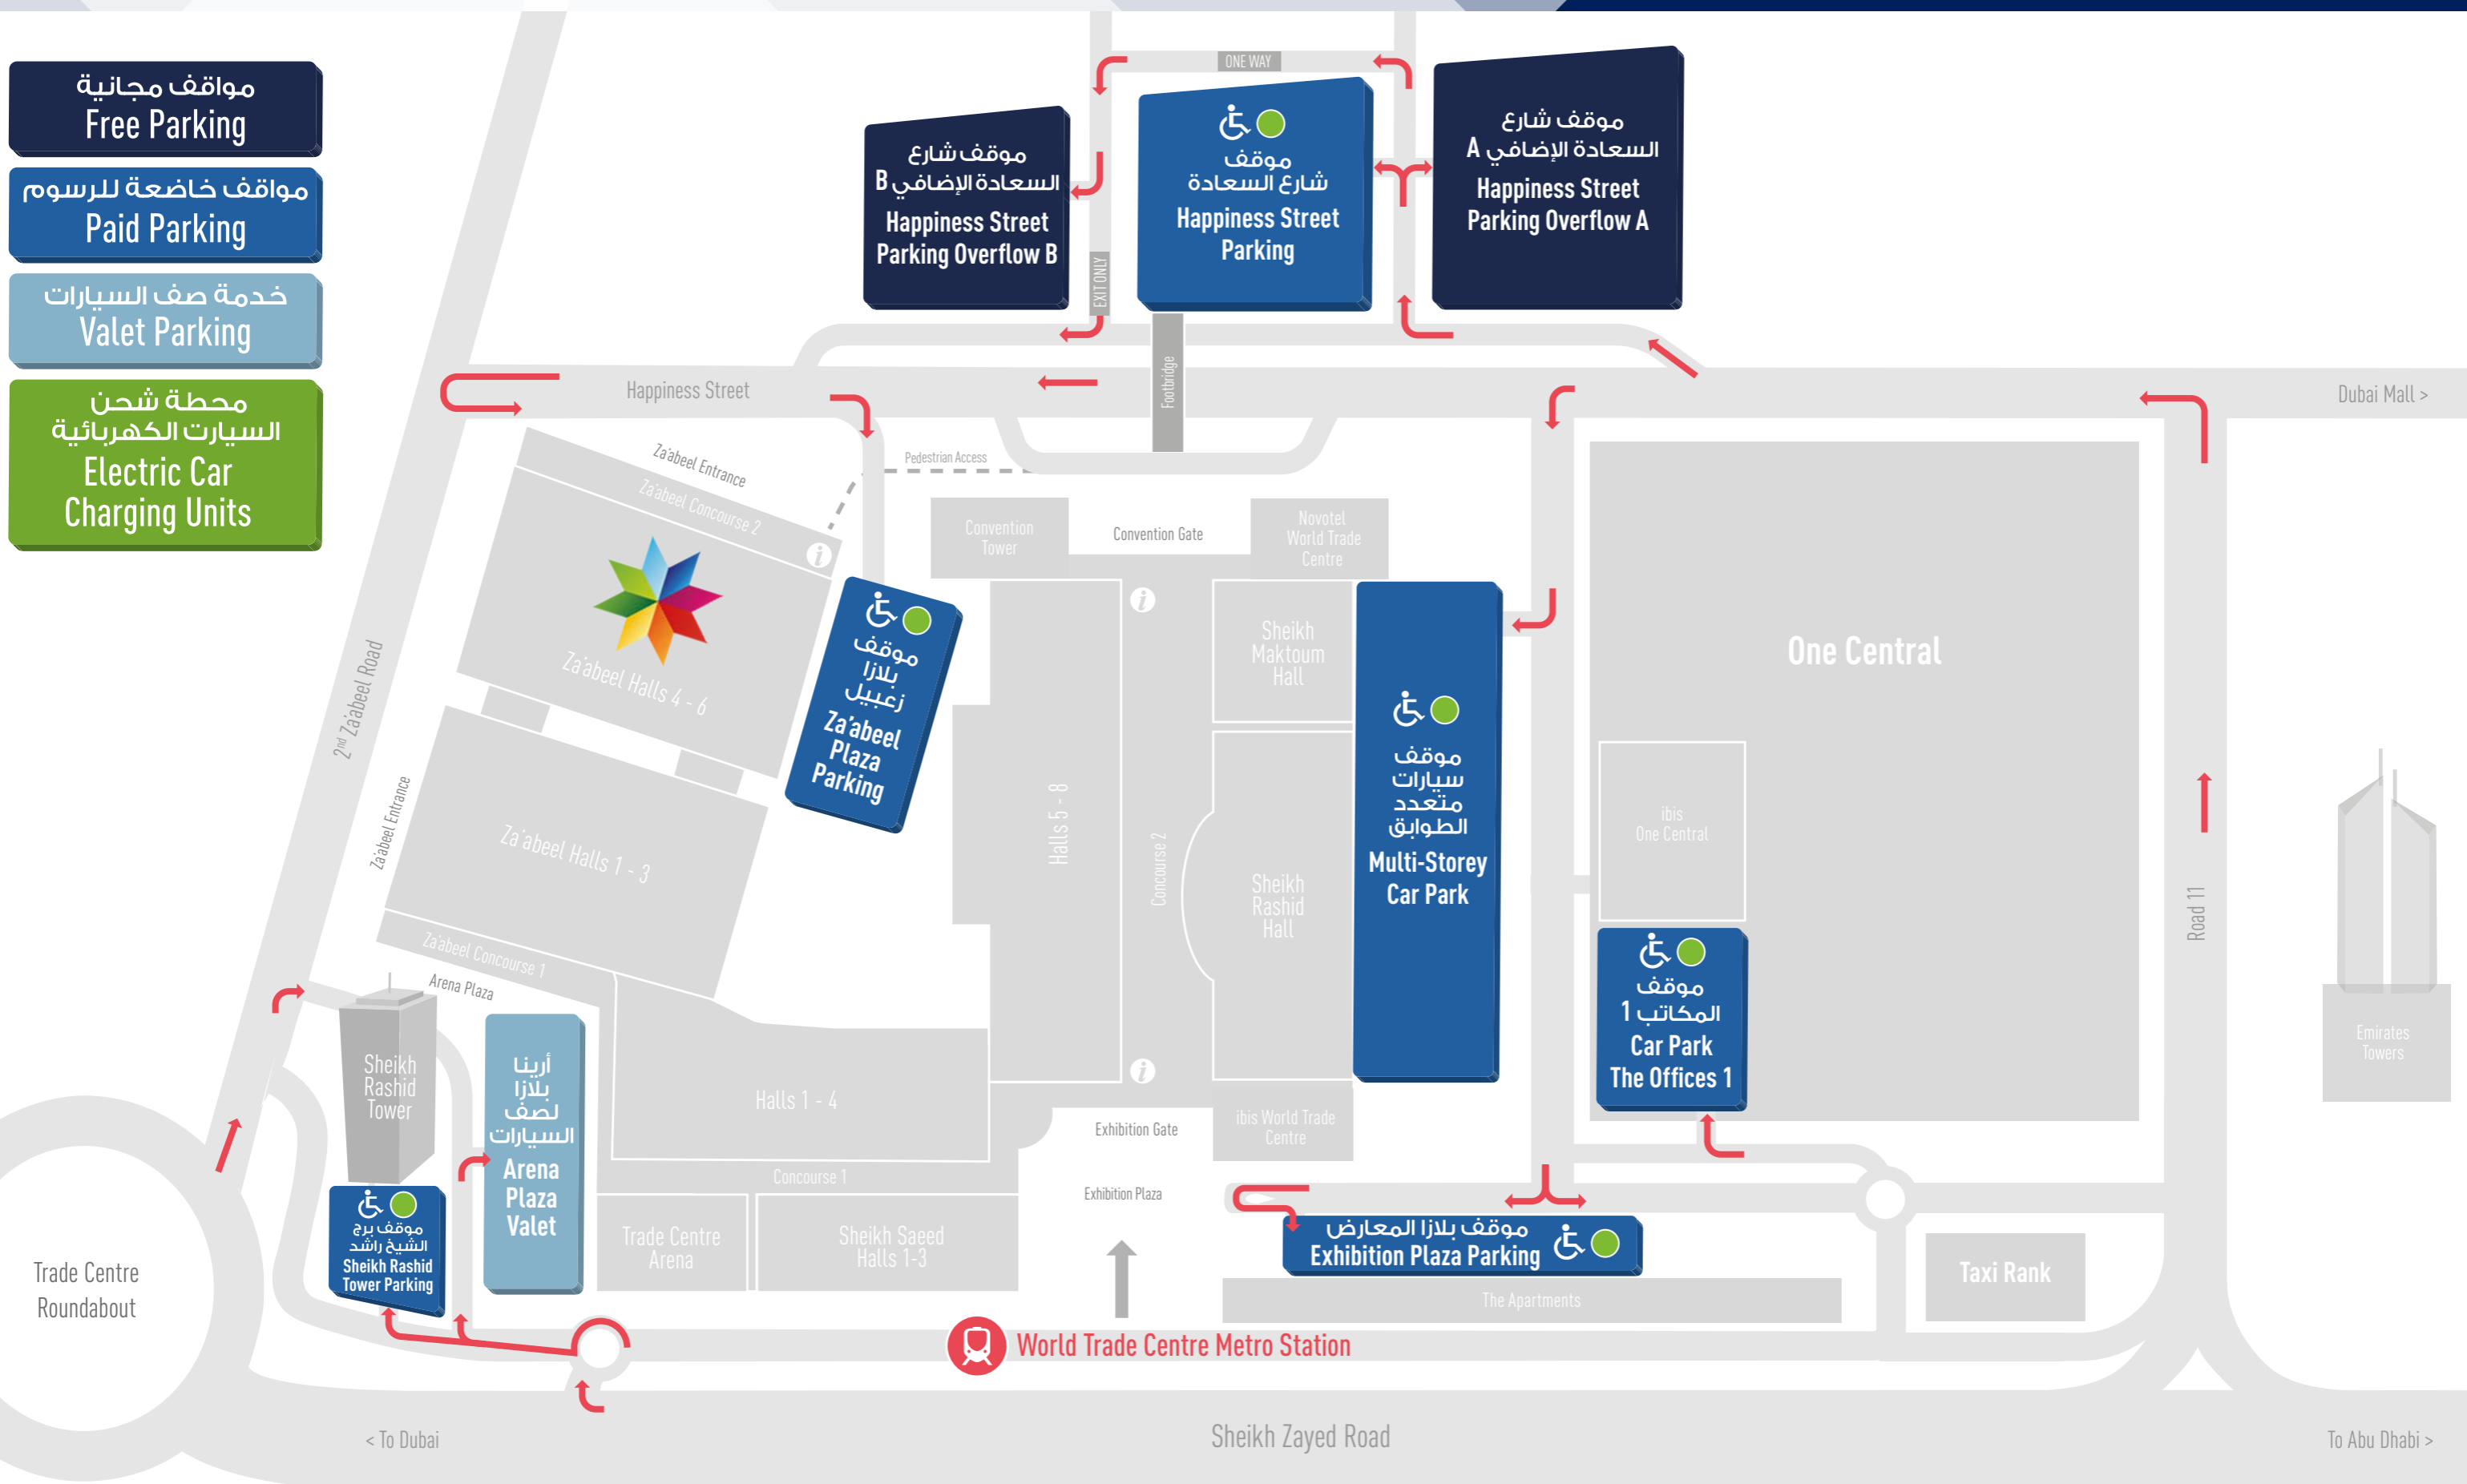 مواقف مجانية
Free Parking
مواقف خاضعة للرسوم
Paid Parking
خدمة صف السيارات
Valet Parking
محطة شحن
السيارت الكهربائية
Electric Car
Charging Units
ONE WAY
موقف شارع
السعادة الإضافي B
Happiness Street
Parking Overflow B
موقف
شارع السعادة
Happiness Street
Parking
موقف شارع
السعادة الإضافي A
Happiness Street
Parking Overflow A
EXIT ONLY
Footbridge
Happiness Street
Dubai Mall >
Za'abeel Entrance
Za'abeel Concourse 2
Pedestrian Access
Convention
Tower
Convention Gate
Novotel
World Trade
Centre
2nd Za'abeel Road
Za'abeel Halls 4 - 6
موقف
بلازا
زعبيل
Za'abeel
Plaza
Parking
Sheikh
Maktoum
Hall
One Central
Za'abeel Entrance
Za'abeel Halls 1 - 3
Halls 5 - 8
Concourse 2
Sheikh
Rashid
Hall
موقف
سيارات
متعدد
الطوابق
Multi-Storey
Car Park
ibis
One Central
Road 11
Za'abeel Concourse 1
Arena Plaza
موقف
المكاتب 1
Car Park
The Offices 1
Emirates
Towers
Sheikh
Rashid
Tower
أرينا
بلازا
لصف
السيارات
Arena
Plaza
Valet
Halls 1 - 4
Exhibition Gate
ibis World Trade
Centre
Concourse 1
Exhibition Plaza
موقف برج
الشيخ راشد
Sheikh Rashid
Tower Parking
Trade Centre
Arena
Sheikh Saeed
Halls 1-3
موقف بلازا المعارض
Exhibition Plaza Parking
The Apartments
Taxi Rank
Trade Centre
Roundabout
World Trade Centre Metro Station
< To Dubai
Sheikh Zayed Road
To Abu Dhabi >